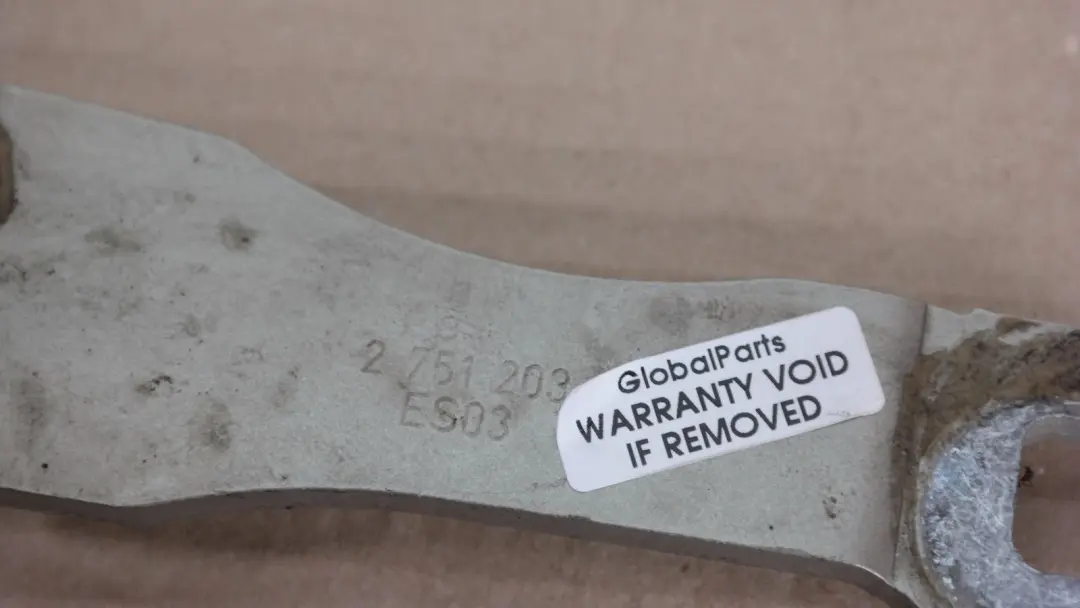 2 751 203
ES03
GlobalParts
WARRANTY VOID
IF REMOVED